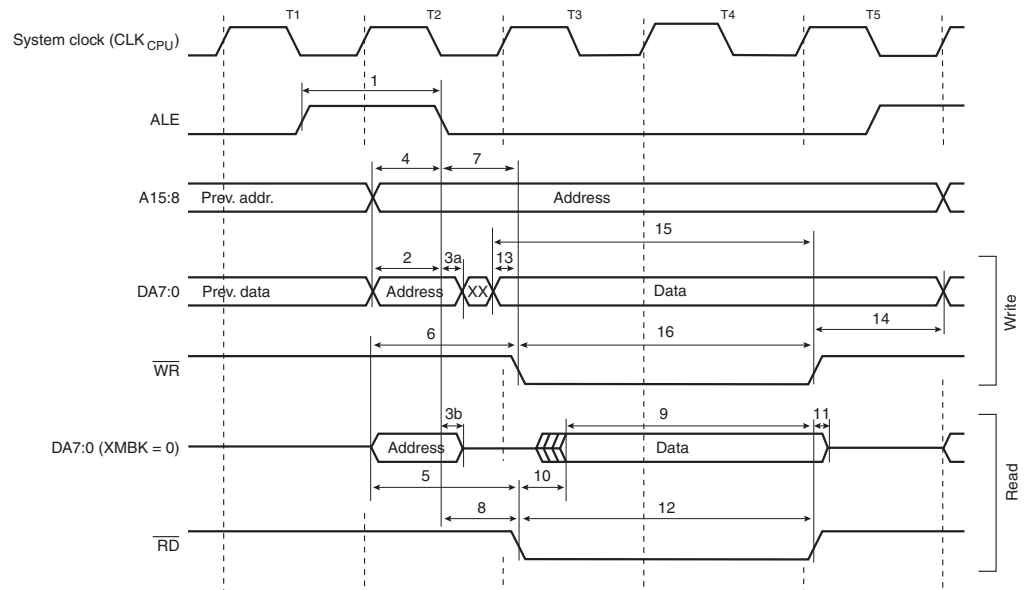 T1 T2 T3 T4 T5
System clock (CLK CPU)
1
ALE
4 7
A15:8 Prev. addr. Address
15
2 3a 13
DA7:0 Prev. data Address XX Data
14
6 16
WR
Write
3b 9 11
DA7:0 (XMBK = 0) Address Data
5 10
8 12
RD
Read